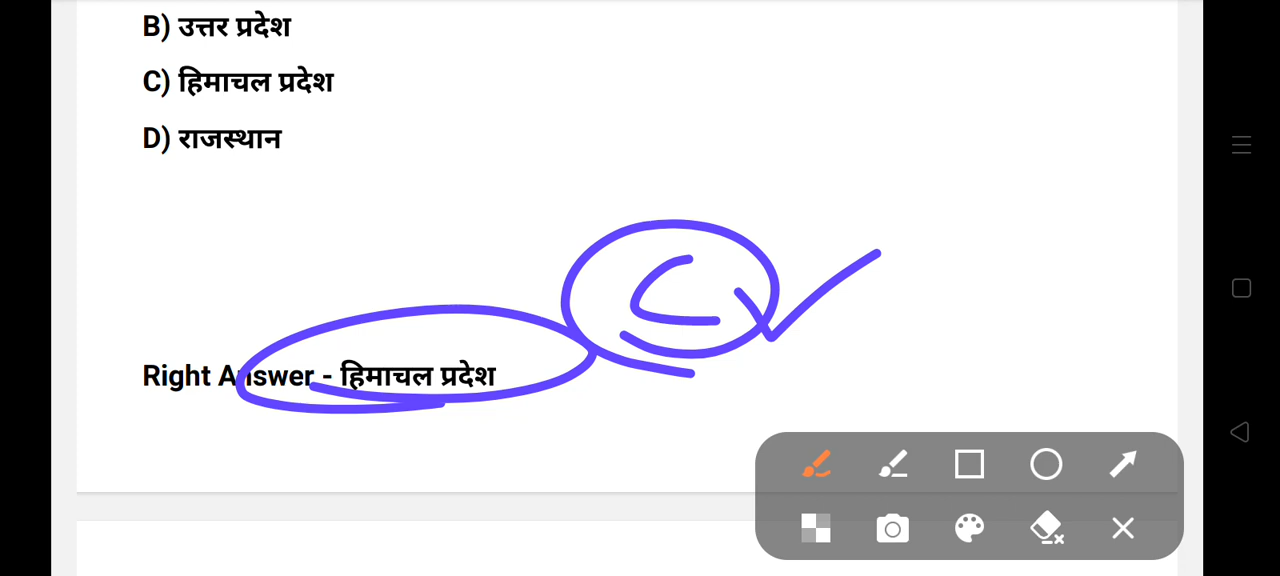 B) उत्तर प्रदेश
C) हिमाचल प्रदेश
D) राजस्थान
C
Right Answer - हिमाचल प्रदेश